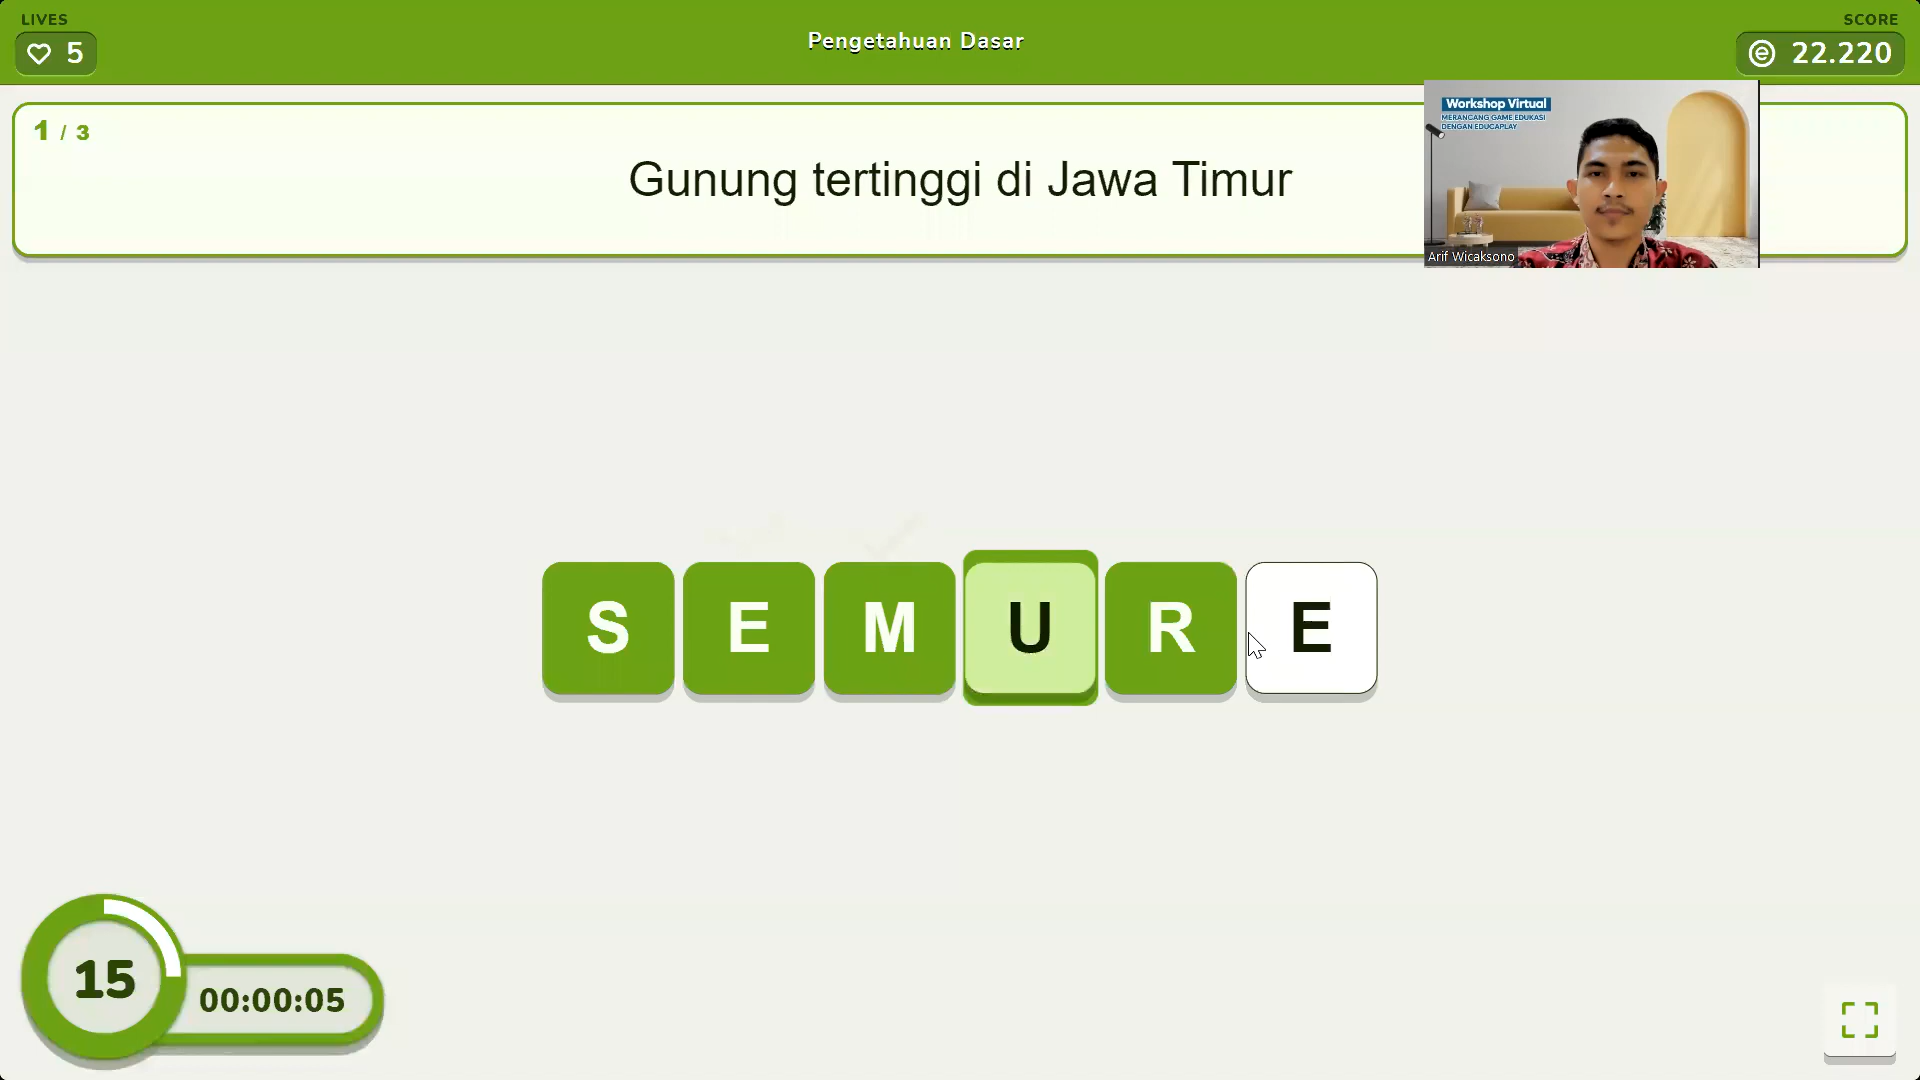 LIVES
5
Pengetahuan Dasar
SCORE
22.220
1 / 3
Gunung tertinggi di Jawa Timur
Workshop Virtual
MERANCANG GAME EDUKASI
DENGAN EDUCAPLAY
Arif Wicaksono
S E M U R E
15
00:00:05